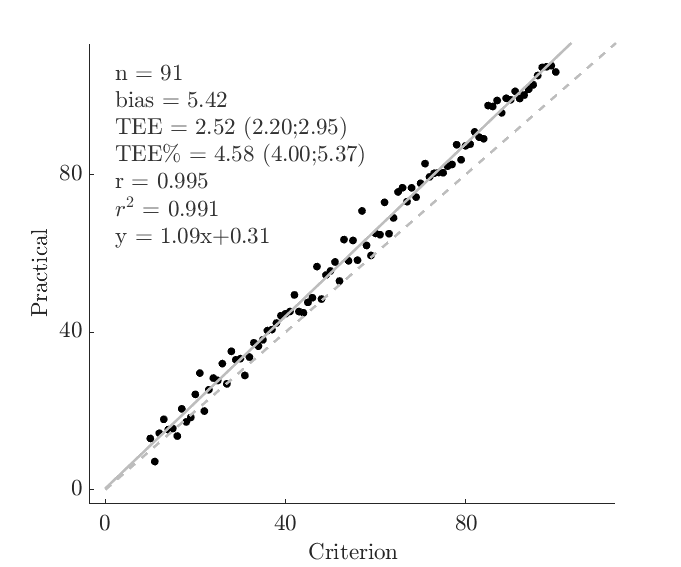 n = 91
bias = 5.42
TEE = 2.52 (2.20;2.95)
TEE% = 4.58 (4.00;5.37)
r = 0.995
r² = 0.991
y = 1.09x+0.31
80
40
0
Practical
0 40 80
Criterion